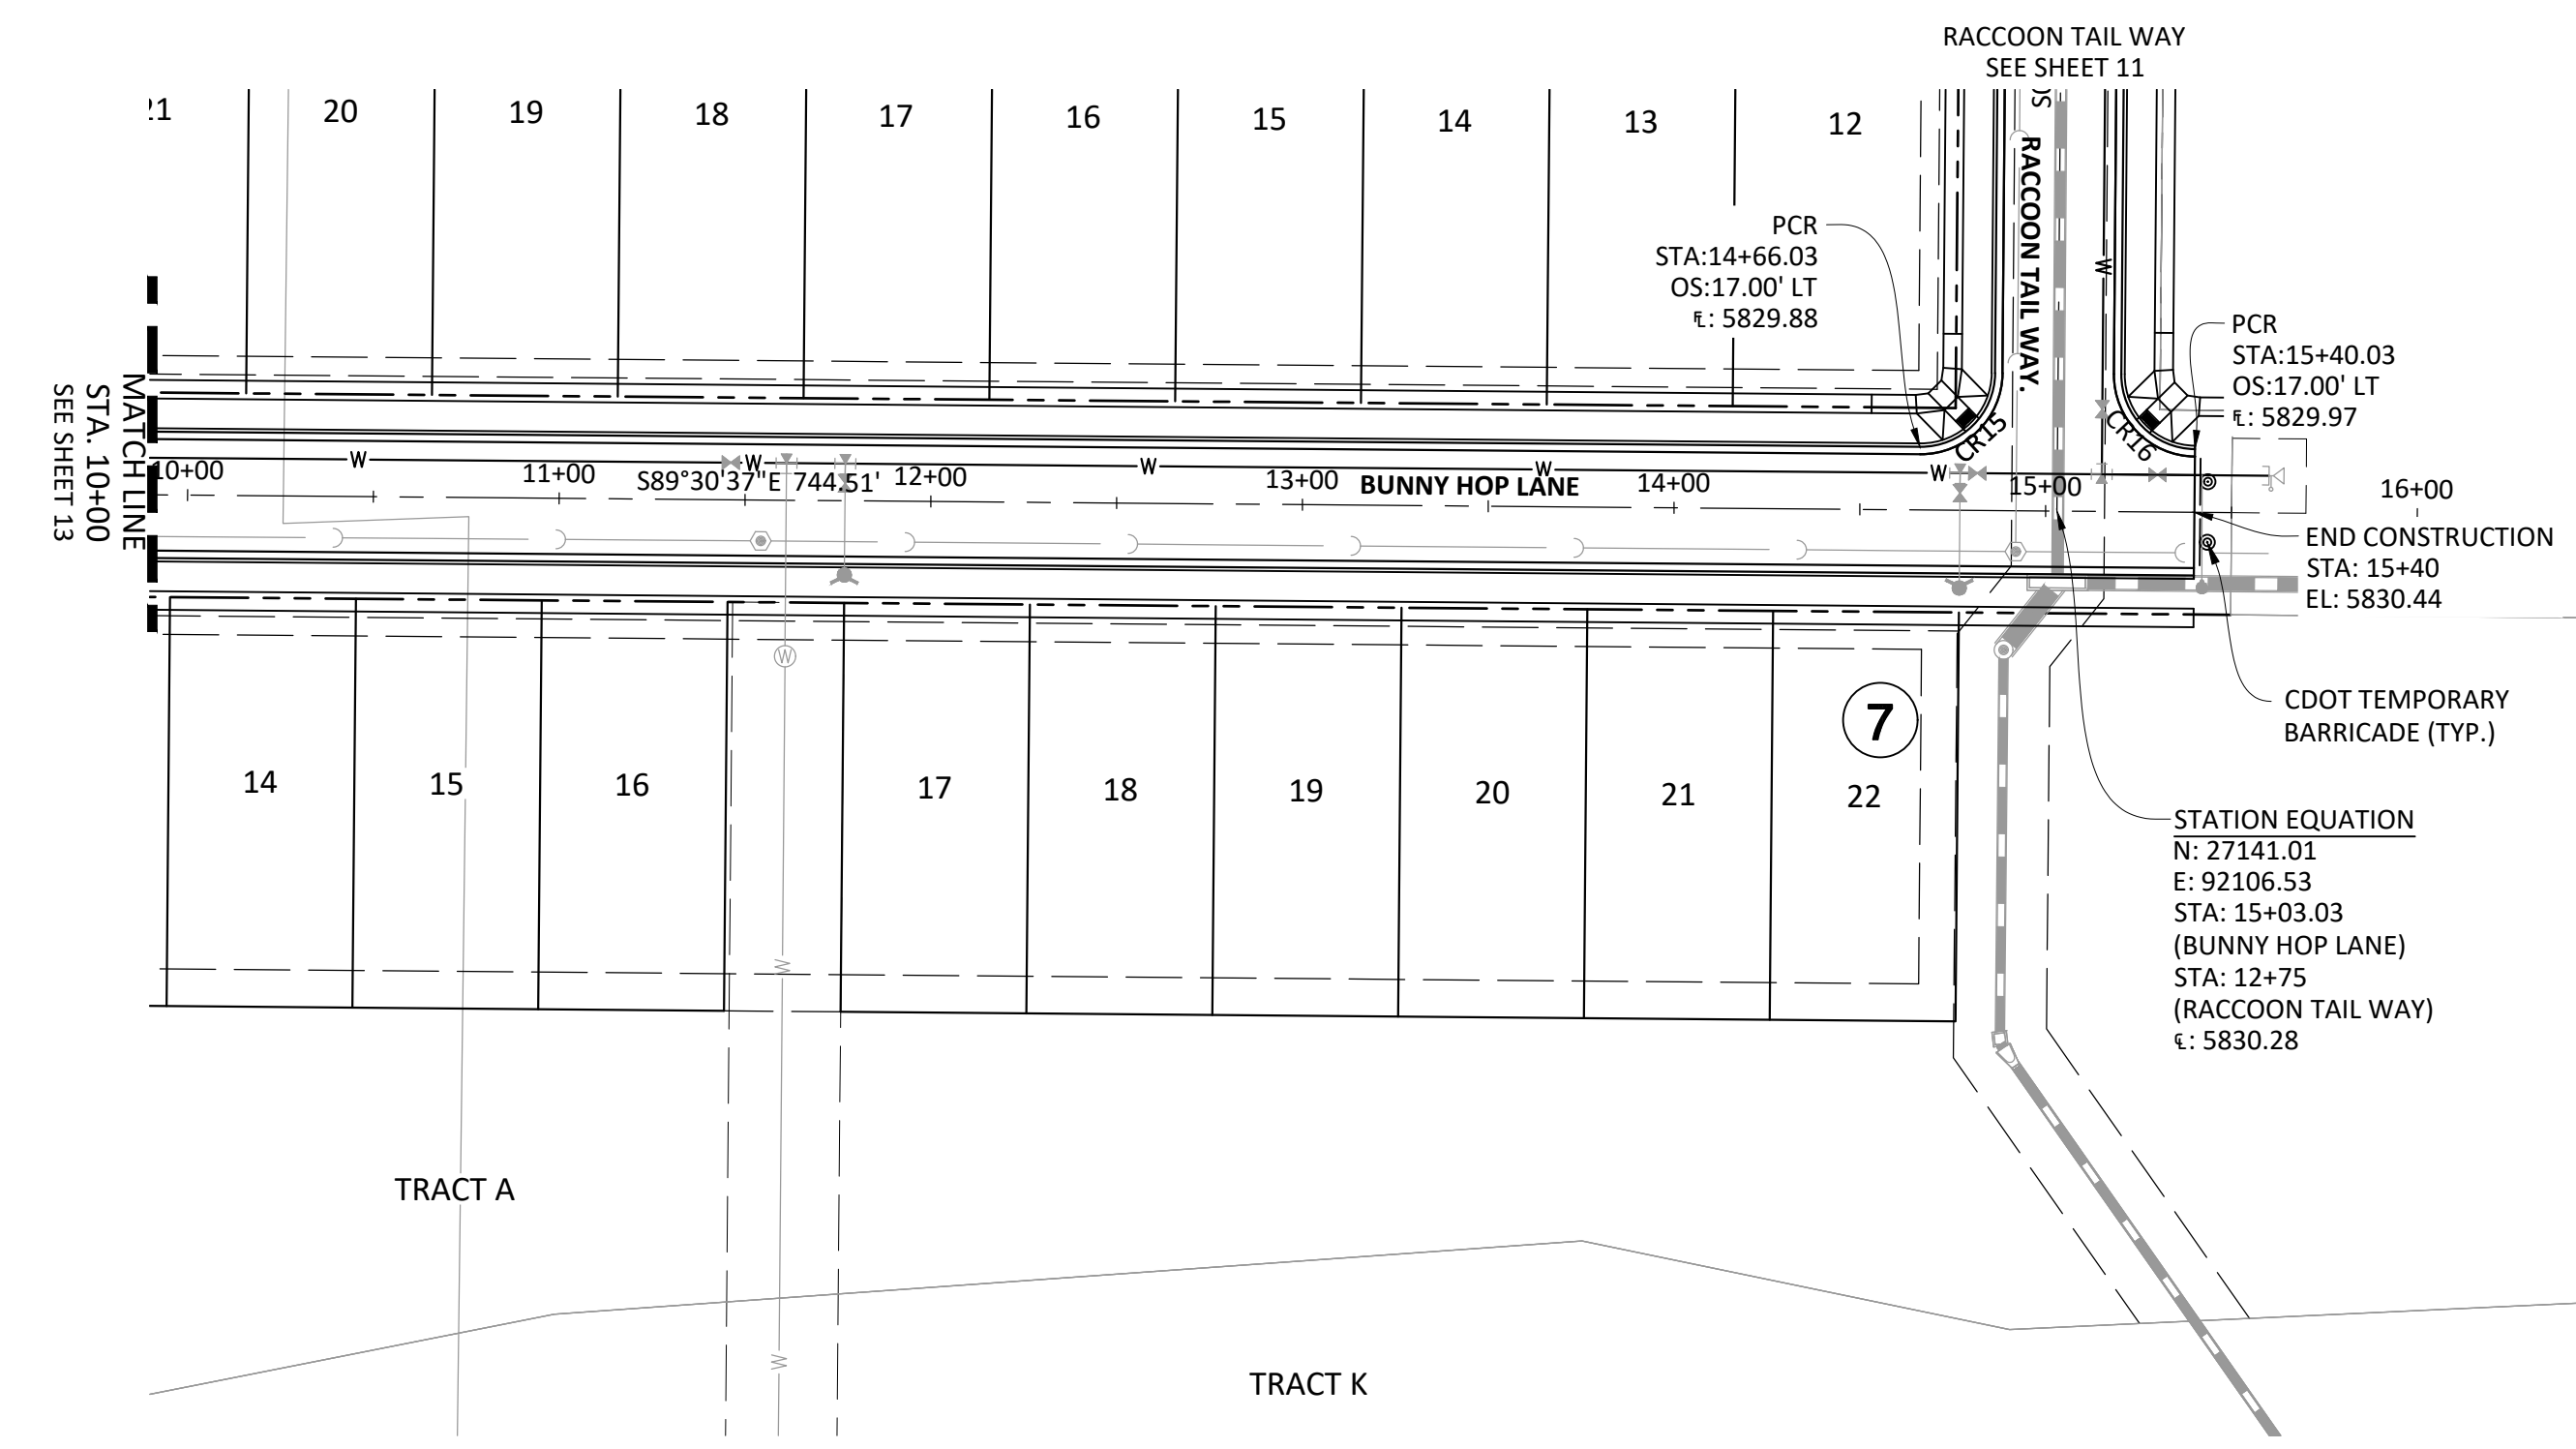 RACCOON TAIL WAY
SEE SHEET 11
21
20
19
18
17
16
15
14
13
12
RACCOON TAIL WAY.
PCR
STA:14+66.03
OS:17.00' LT
℄: 5829.88
PCR
STA:15+40.03
OS:17.00' LT
℄: 5829.97
MATCH LINE
STA. 10+00
SEE SHEET 13
W
W
W
W
W
W
CR15
CR16
10+00
11+00
S89°30'37"E 744.51'
12+00
13+00
BUNNY HOP LANE
14+00
15+00
16+00
END CONSTRUCTION
STA: 15+40
EL: 5830.44
W
7
CDOT TEMPORARY
BARRICADE (TYP.)
14
15
16
17
18
19
20
21
22
STATION EQUATION
N: 27141.01
E: 92106.53
STA: 15+03.03
(BUNNY HOP LANE)
STA: 12+75
(RACCOON TAIL WAY)
℄: 5830.28
W
TRACT A
W
TRACT K